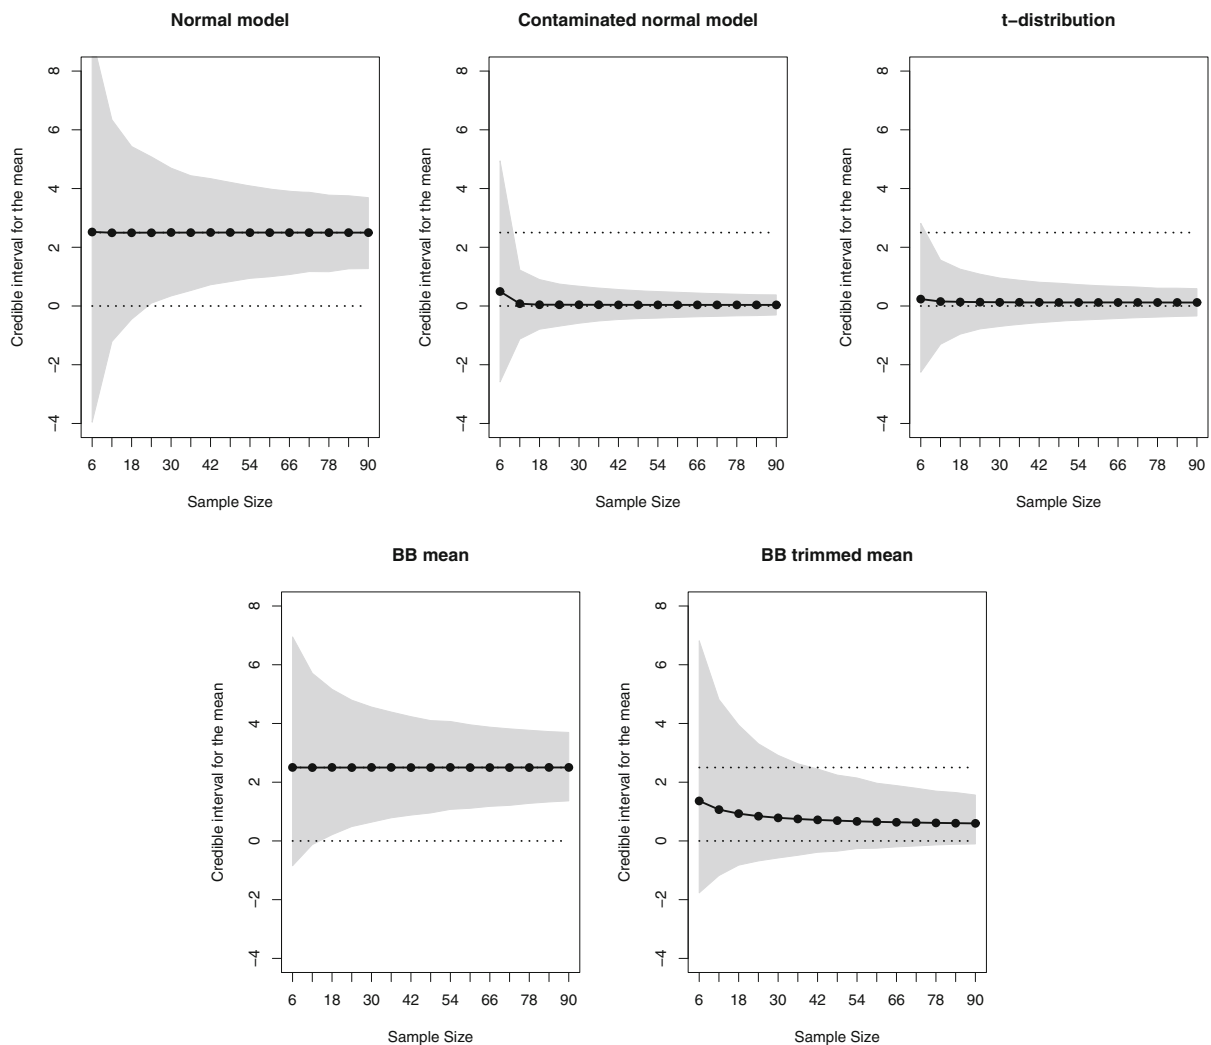 Normal model
Credible interval for the mean
8
6
4
2
0
−2
−4
6 18 30 42 54 66 78 90
Sample Size
Contaminated normal model
Credible interval for the mean
8
6
4
2
0
−2
−4
6 18 30 42 54 66 78 90
Sample Size
t−distribution
Credible interval for the mean
8
6
4
2
0
−2
−4
6 18 30 42 54 66 78 90
Sample Size
BB mean
Credible interval for the mean
8
6
4
2
0
−2
−4
6 18 30 42 54 66 78 90
Sample Size
BB trimmed mean
Credible interval for the mean
8
6
4
2
0
−2
−4
6 18 30 42 54 66 78 90
Sample Size